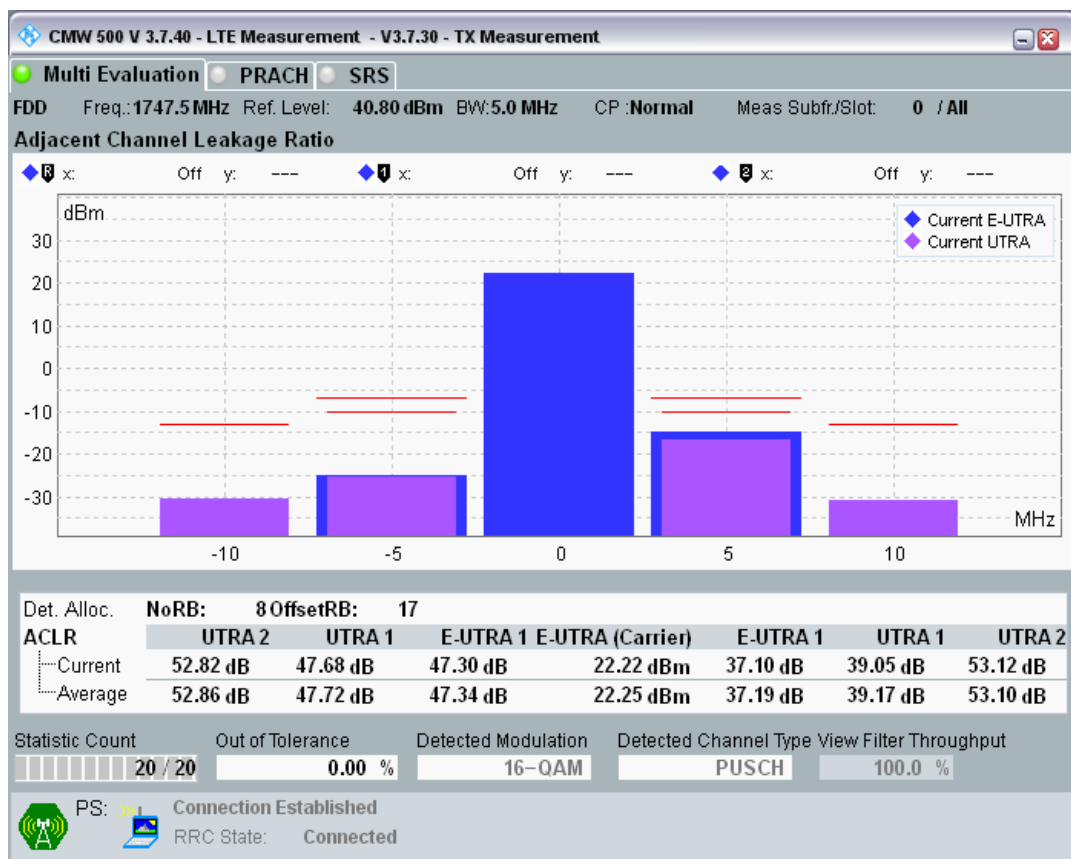 CMW 500 V 3.7.40 - LTE Measurement - V3.7.30 - TX Measurement
Multi Evaluation PRACH SRS
FDD Freq.: 1747.5 MHz Ref. Level: 40.80 dBm BW: 5.0 MHz CP : Normal Meas Subfr./Slot: 0 / All
Adjacent Channel Leakage Ratio
R x: Off y: --- 1 x: Off y: --- 2 x: Off y: ---
dBm
Current E-UTRA
Current UTRA
30
20
10
0
-10
-20
-30
MHz
-10 -5 0 5 10
Det. Alloc. NoRB: 8 OffsetRB: 17
ACLR UTRA 2 UTRA 1 E-UTRA 1 E-UTRA (Carrier) E-UTRA 1 UTRA 1 UTRA 2
Current 52.82 dB 47.68 dB 47.30 dB 22.22 dBm 37.10 dB 39.05 dB 53.12 dB
Average 52.86 dB 47.72 dB 47.34 dB 22.25 dBm 37.19 dB 39.17 dB 53.10 dB
Statistic Count Out of Tolerance Detected Modulation Detected Channel Type View Filter Throughput
20 / 20 0.00 % 16-QAM PUSCH 100.0 %
PS: Connection Established
RRC State: Connected